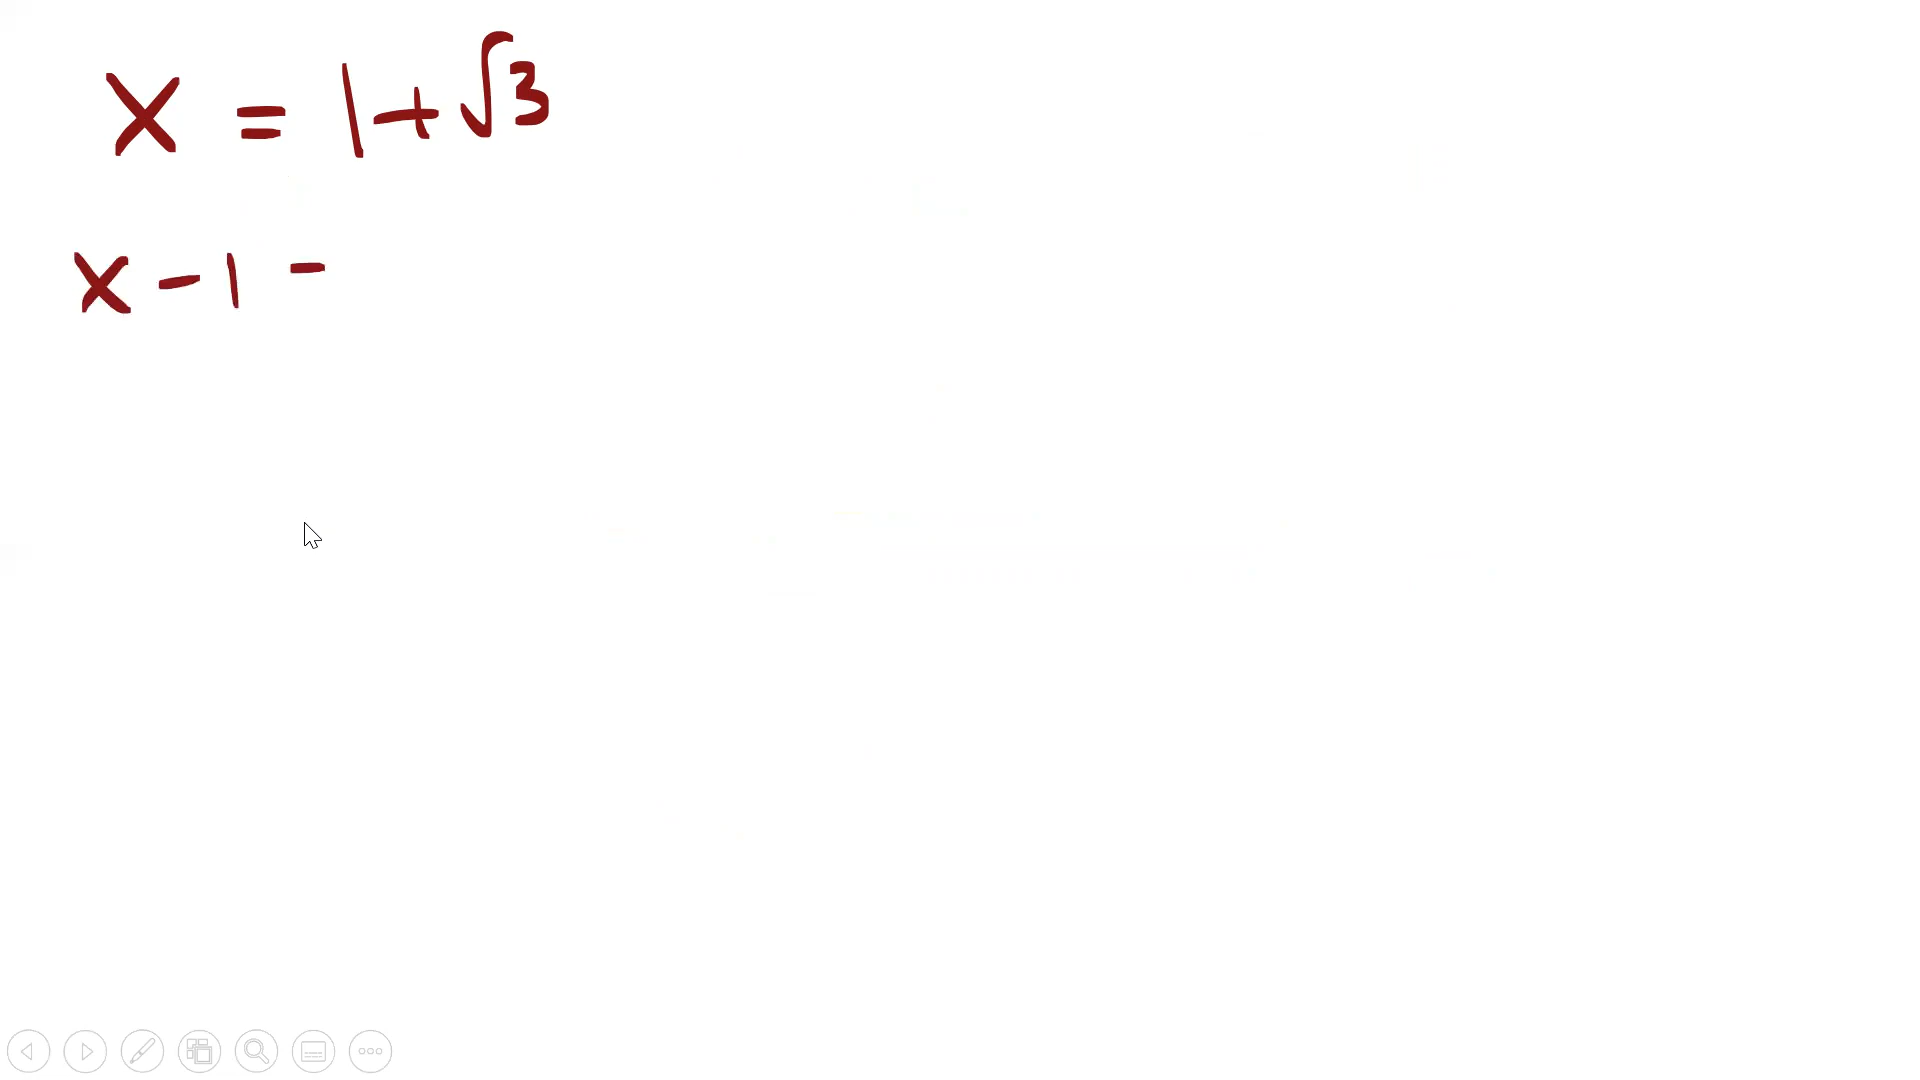 x = 1 + √3
x - 1 -